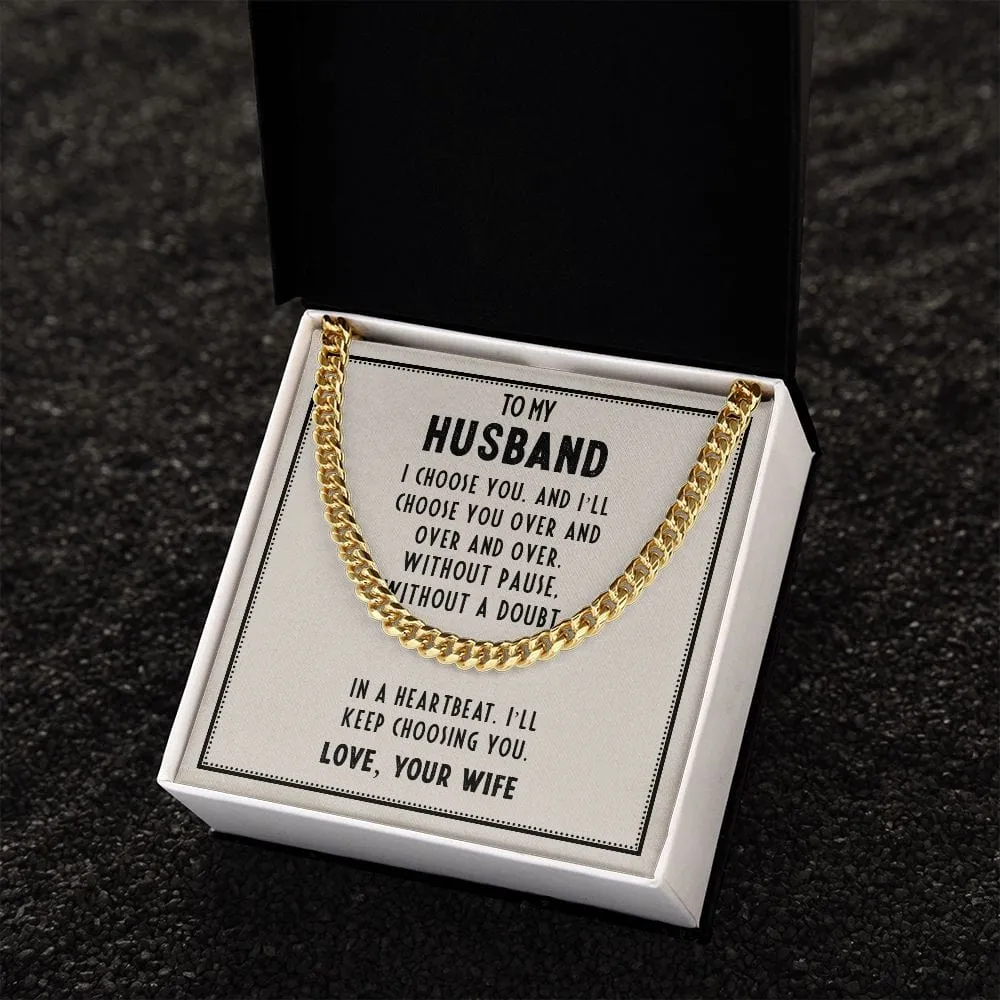 TO MY
HUSBAND
I CHOOSE YOU. AND I'LL
CHOOSE YOU OVER AND
OVER AND OVER.
WITHOUT PAUSE,
WITHOUT A DOUBT
IN A HEARTBEAT. I'LL
KEEP CHOOSING YOU.
LOVE, YOUR WIFE